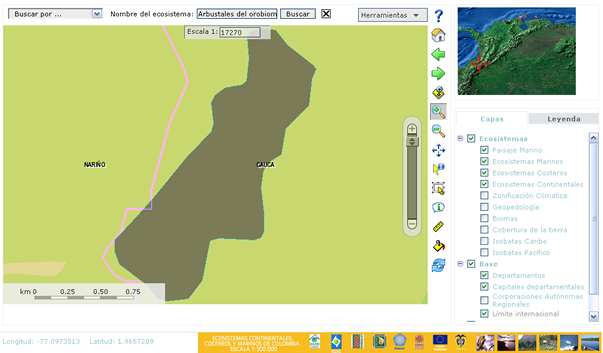 Buscar por ...
Nombre del ecosistema:
Arbustales del orobiom
Buscar
Herramientas
Escala 1: 17270
NARIÑO
CAUCA
km 0 0.25 0.50 0.75
Capas
Leyenda
Ecosistemas
Paisaje Marino
Ecosistemas Marinos
Ecosistemas Costeros
Ecosistemas Continentales
Zonificación Climática
Geopedología
Biomas
Cobertura de la tierra
Isobatas Caribe
Isobatas Pacífico
Base
Departamentos
Capitales departamentales
Corporaciones Autónomas
Regionales
Límite internacional
Longitud: -77.0973513 Latitud: 1.9657209
ECOSISTEMAS CONTINENTALES,
COSTEROS Y MARINOS DE COLOMBIA
ESCALA 1:500 000